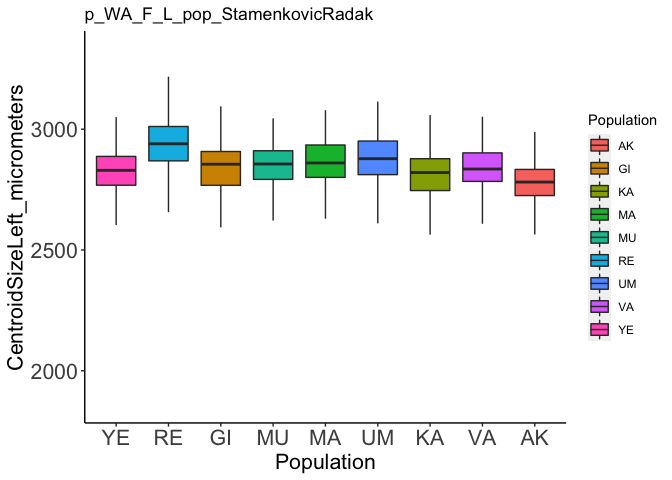 p_WA_F_L_pop_StamenkovicRadak
CentroidSizeLeft_micrometers
3000
2500
2000
YE RE GI MU MA UM KA VA AK
Population
Population
AK
GI
KA
MA
MU
RE
UM
VA
YE